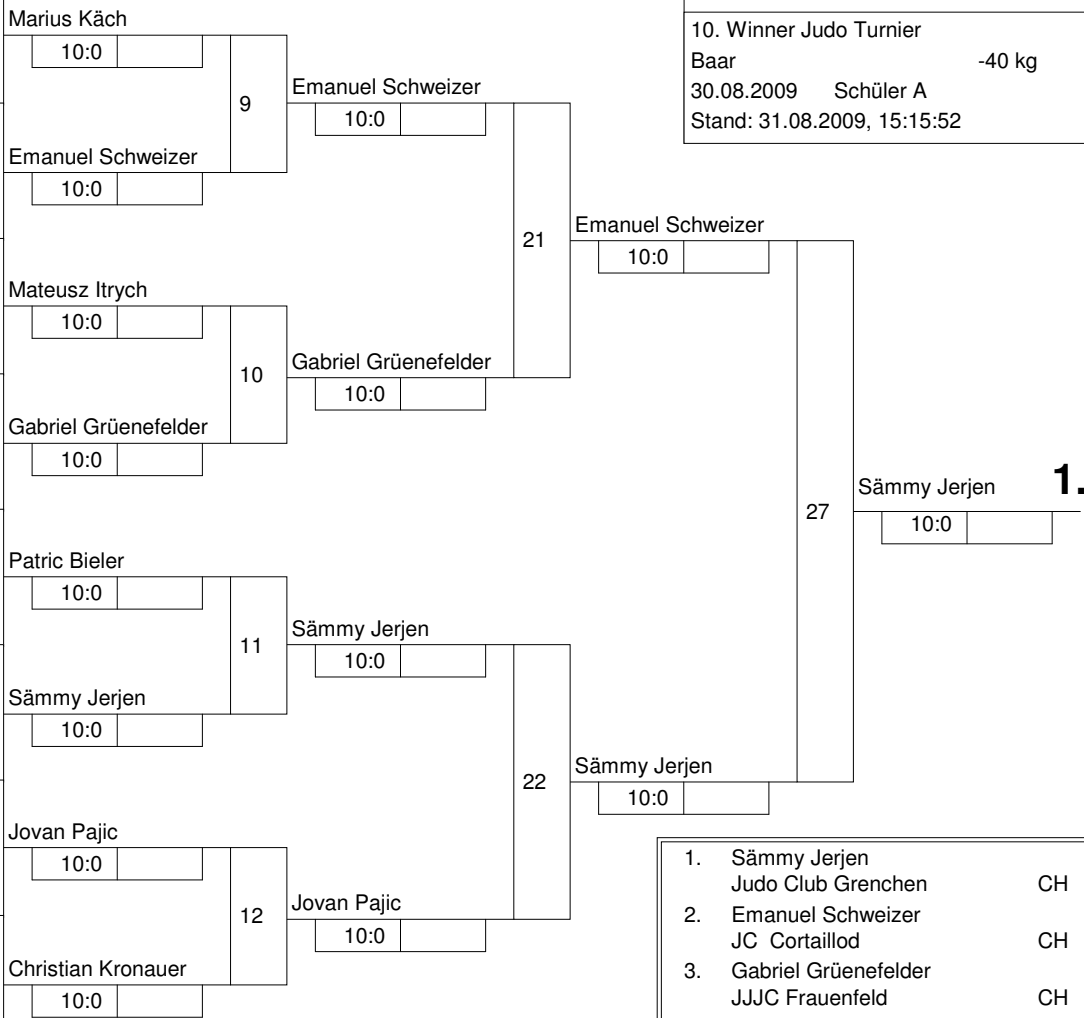 Marius Käch
10:0
9
Emanuel Schweizer
10:0
Emanuel Schweizer
10:0
21
Emanuel Schweizer
10:0
Mateusz Itrych
10:0
10
Gabriel Grüenefelder
10:0
Gabriel Grüenefelder
10:0
27
Sämmy Jerjen 1.
10:0
Patric Bieler
10:0
11
Sämmy Jerjen
10:0
Sämmy Jerjen
10:0
22
Sämmy Jerjen
10:0
Jovan Pajic
10:0
12
Jovan Pajic
10:0
Christian Kronauer
10:0
10. Winner Judo Turnier
Baar -40 kg
30.08.2009 Schüler A
Stand: 31.08.2009, 15:15:52
1. Sämmy Jerjen
Judo Club Grenchen CH
2. Emanuel Schweizer
JC Cortaillod CH
3. Gabriel Grüenefelder
JJJC Frauenfeld CH